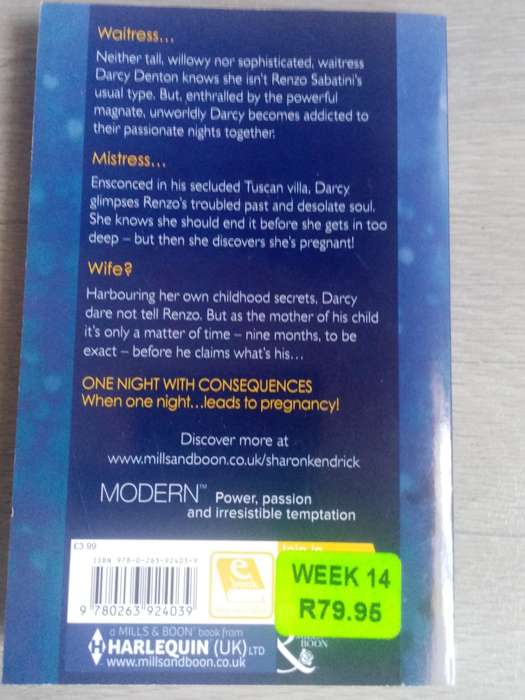 Waitress...
Neither tall, willowy nor sophisticated, waitress
Darcy Denton knows she isn't Renzo Sabatini's
usual type. But, enthralled by the powerful
magnate, unworldly Darcy becomes addicted to
their passionate nights together.
Mistress...
Ensconced in his secluded Tuscan villa, Darcy
glimpses Renzo's troubled past and desolate soul.
She knows she should end it before she gets in too
deep – but then she discovers she's pregnant!
Wife?
Harbouring her own childhood secrets, Darcy
dare not tell Renzo. But as the mother of his child
it's only a matter of time – nine months, to be
exact – before he claims what's his...
ONE NIGHT WITH CONSEQUENCES
When one night...leads to pregnancy!
Discover more at
www.millsandboon.co.uk/sharonkendrick
MODERN™ Power, passion
and irresistible temptation
£3.99
ISBN 978-0-263-92403-9
9 780263 924039
e
WEEK 14
R79.95
a MILLS & BOON® book from
HARLEQUIN (UK) LTD
www.millsandboon.co.uk
BOON